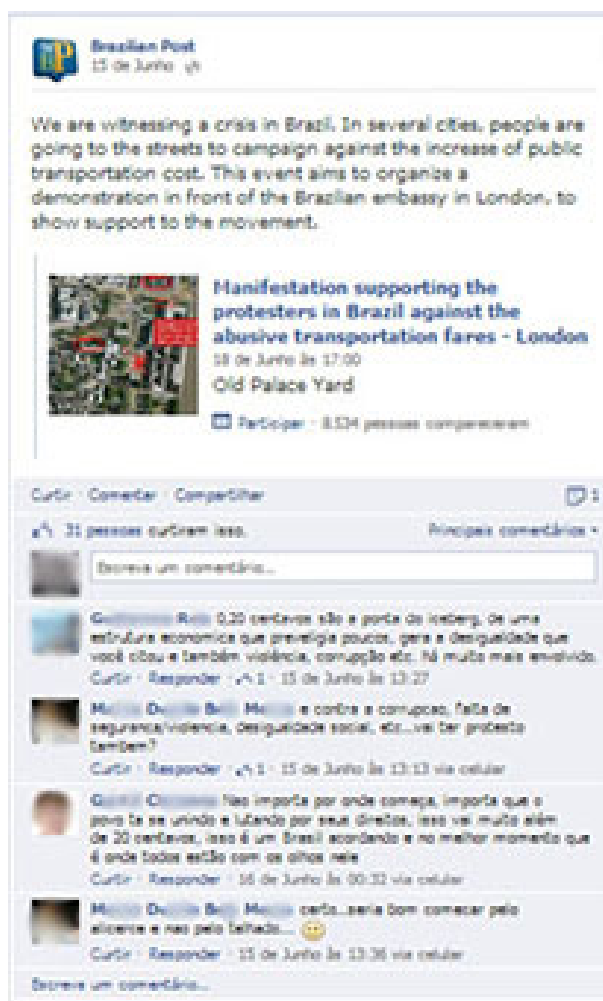 Brazilian Post
15 de Junho
We are witnessing a crisis in Brazil. In several cities, people are
going to the streets to campaign against the increase of public
transportation cost. This event aims to organize a
demonstration in front of the Brazilian embassy in London, to
show support to the movement.
Manifestation supporting the
protesters in Brazil against the
abusive transportation fares - London
18 de Junho às 17:00
Old Palace Yard
Participar · 8.534 pessoas compareceram
Curtir · Comentar · Compartilhar
1
31 pessoas curtiram isso.
Principais comentários
Escreva um comentário...
0,20 centavos são a ponta do iceberg, de uma
estrutura economica que previligia poucos, gera a desigualdade que
você citou e também violência, corrupção etc. há muito mais envolvido.
Curtir · Responder · 1 · 15 de Junho às 13:27
e contra a corrupcao, falta de
seguranca/violencia, desigualdade social, etc...vai ter protesto
tambem?
Curtir · Responder · 1 · 15 de Junho às 13:13 via celular
Nao importa por onde começa, importa que o
povo ta se unindo e lutando por seus direitos, isso vai muito além
de 20 centavos, isso é um Brasil acordando e no melhor momento que
é onde todos estão com os olhos nele
Curtir · Responder · 16 de Junho às 00:32 via celular
certo...seria bom comecar pelo
alicerce e nao pelo telhado...
Curtir · Responder · 15 de Junho às 13:36 via celular
Escreva um comentário...